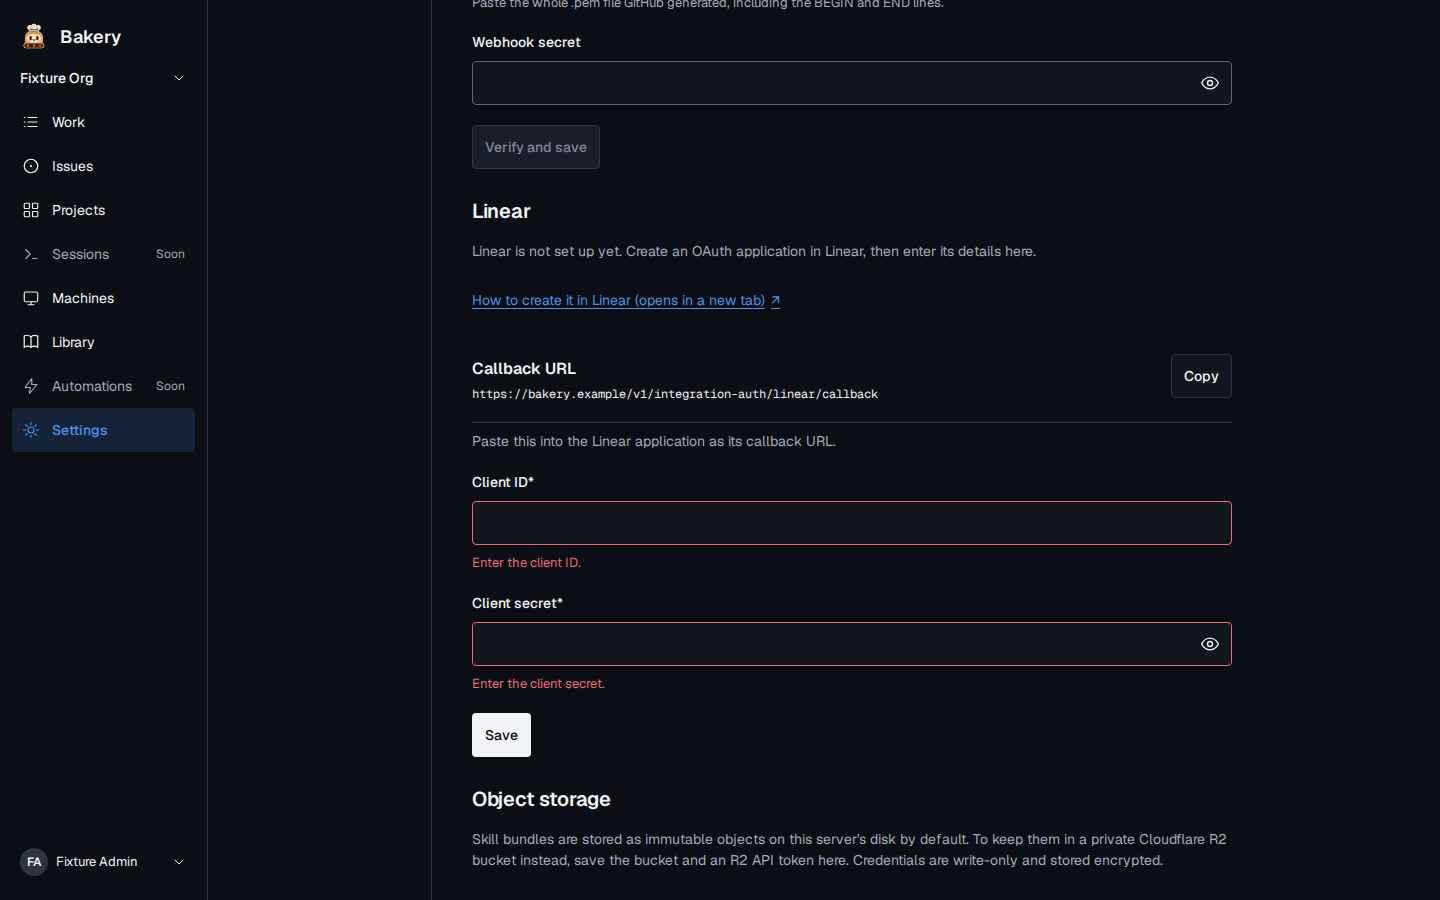 Bakery
Fixture Org
Work
Issues
Projects
Sessions Soon
Machines
Library
Automations Soon
Settings
FA Fixture Admin
Paste the whole .pem file GitHub generated, including the BEGIN and END lines.
Webhook secret
Verify and save
Linear
Linear is not set up yet. Create an OAuth application in Linear, then enter its details here.
How to create it in Linear (opens in a new tab)
Callback URL
https://bakery.example/v1/integration-auth/linear/callback
Copy
Paste this into the Linear application as its callback URL.
Client ID*
Enter the client ID.
Client secret*
Enter the client secret.
Save
Object storage
Skill bundles are stored as immutable objects on this server's disk by default. To keep them in a private Cloudflare R2
bucket instead, save the bucket and an R2 API token here. Credentials are write-only and stored encrypted.